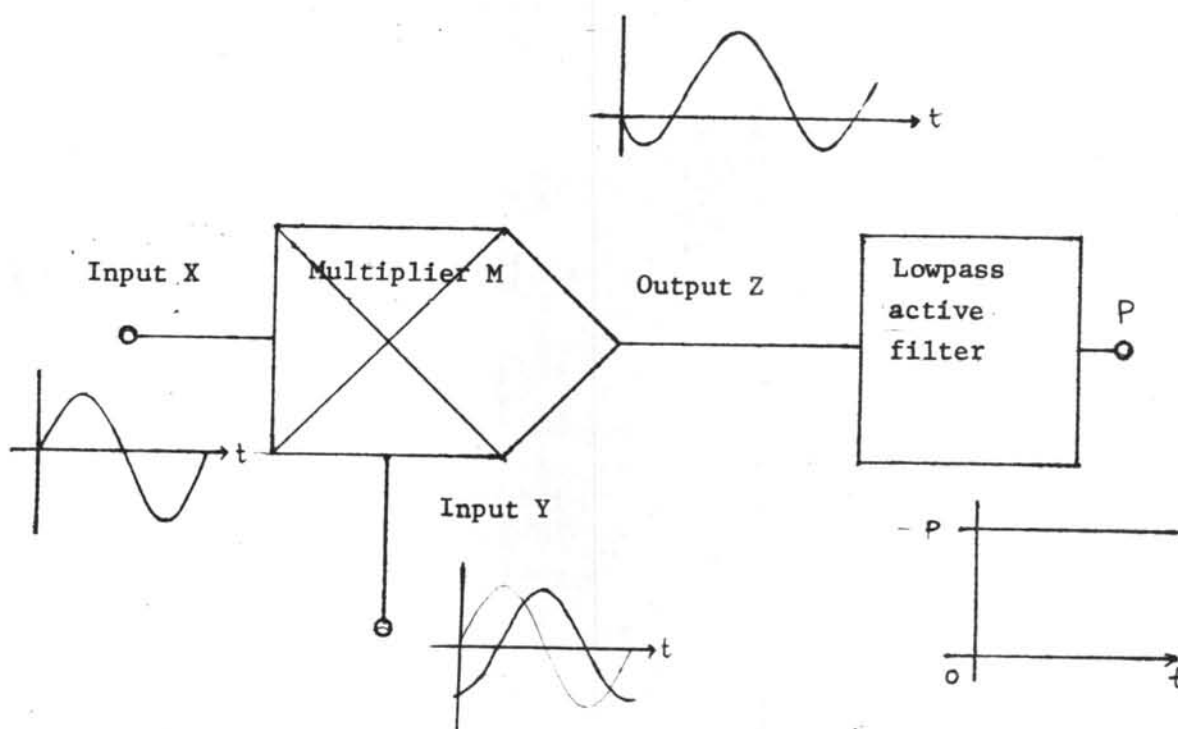 t
Input X
Multiplier M
Output Z
Lowpass
active
filter
P
t
Input Y
t
P
O
t